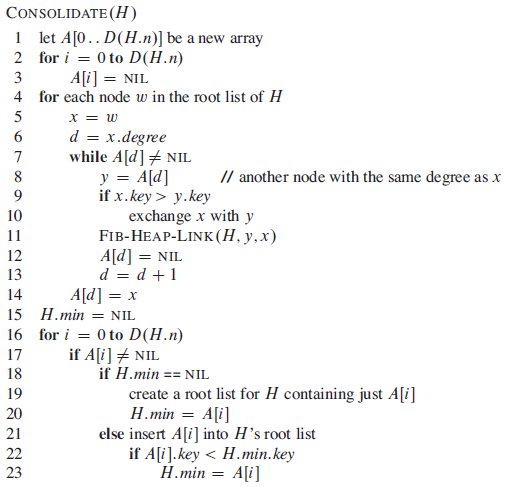 CONSOLIDATE(H)
1 let A[0 . . D(H.n)] be a new array
2 for i = 0 to D(H.n)
3 A[i] = NIL
4 for each node w in the root list of H
5 x = w
6 d = x.degree
7 while A[d] ≠ NIL
8 y = A[d] // another node with the same degree as x
9 if x.key > y.key
10 exchange x with y
11 FIB-HEAP-LINK(H, y, x)
12 A[d] = NIL
13 d = d + 1
14 A[d] = x
15 H.min = NIL
16 for i = 0 to D(H.n)
17 if A[i] ≠ NIL
18 if H.min == NIL
19 create a root list for H containing just A[i]
20 H.min = A[i]
21 else insert A[i] into H's root list
22 if A[i].key < H.min.key
23 H.min = A[i]